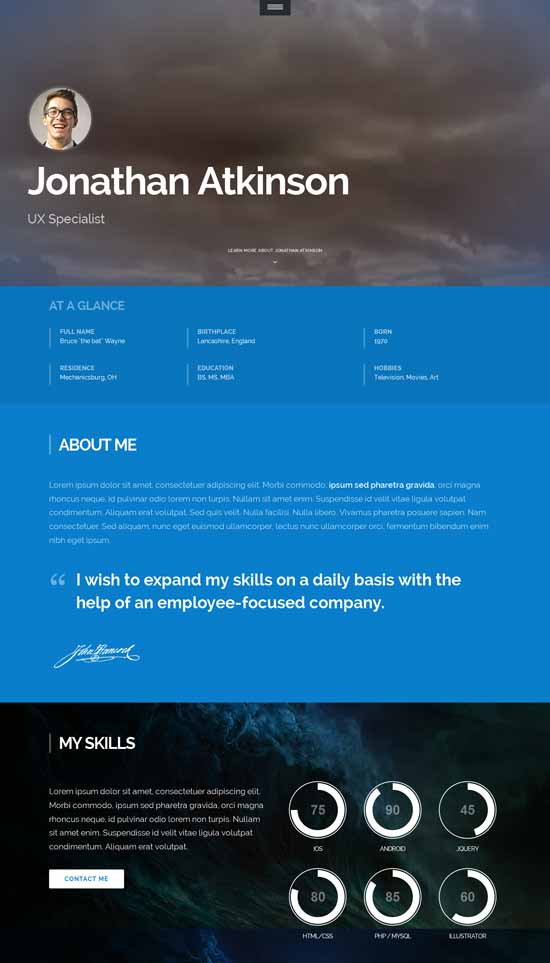 Jonathan Atkinson
UX Specialist
LEARN MORE ABOUT JONATHAN ATKINSON
AT A GLANCE
FULL NAME
Bruce "the bat" Wayne
BIRTHPLACE
Lancashire, England
BORN
1970
RESIDENCE
Mechanicsburg, OH
EDUCATION
BS, MS, MBA
HOBBIES
Television, Movies, Art
ABOUT ME
Lorem ipsum dolor sit amet, consectetuer adipiscing elit. Morbi commodo, ipsum sed pharetra gravida, orci magna
rhoncus neque, id pulvinar odio lorem non turpis. Nullam sit amet enim. Suspendisse id velit vitae ligula volutpat
condimentum. Aliquam erat volutpat. Sed quis velit. Nulla facilisi. Nulla libero. Vivamus pharetra posuere sapien. Nam
consectetuer. Sed aliquam, nunc eget euismod ullamcorper, lectus nunc ullamcorper orci, fermentum bibendum enim
nibh eget ipsum.
“ I wish to expand my skills on a daily basis with the
help of an employee-focused company.
John Hancock
MY SKILLS
Lorem ipsum dolor sit amet, consectetuer adipiscing elit.
Morbi commodo, ipsum sed pharetra gravida, orci magna
rhoncus neque, id pulvinar odio lorem non turpis. Nullam
sit amet enim. Suspendisse id velit vitae ligula volutpat
condimentum. Aliquam erat volutpat.
CONTACT ME
75
IOS
90
ANDROID
45
JQUERY
80
HTML/CSS
85
PHP / MYSQL
60
ILLUSTRATOR